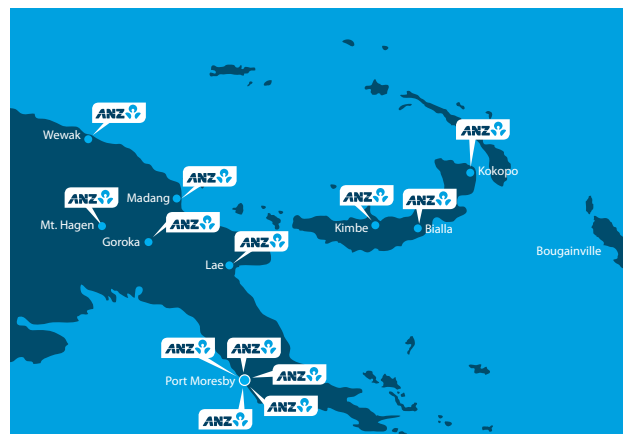 ANZ
Wewak
ANZ
Kokopo
ANZ
Madang
ANZ
Mt. Hagen
ANZ
Goroka
ANZ
Kimbe
ANZ
Bialla
ANZ
Lae
Bougainville
ANZ
ANZ
ANZ
Port Moresby
ANZ
ANZ